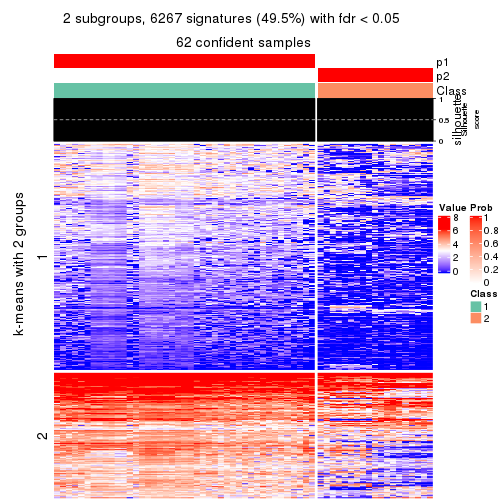 2 subgroups, 6267 signatures (49.5%) with fdr < 0.05
62 confident samples
p1
p2
Class
silhouette
Silhouette
score
1
0.5
0
k-means with 2 groups
1
2
Value
8
6
4
2
0
Prob
1
0.8
0.6
0.4
0.2
0
Class
1
2